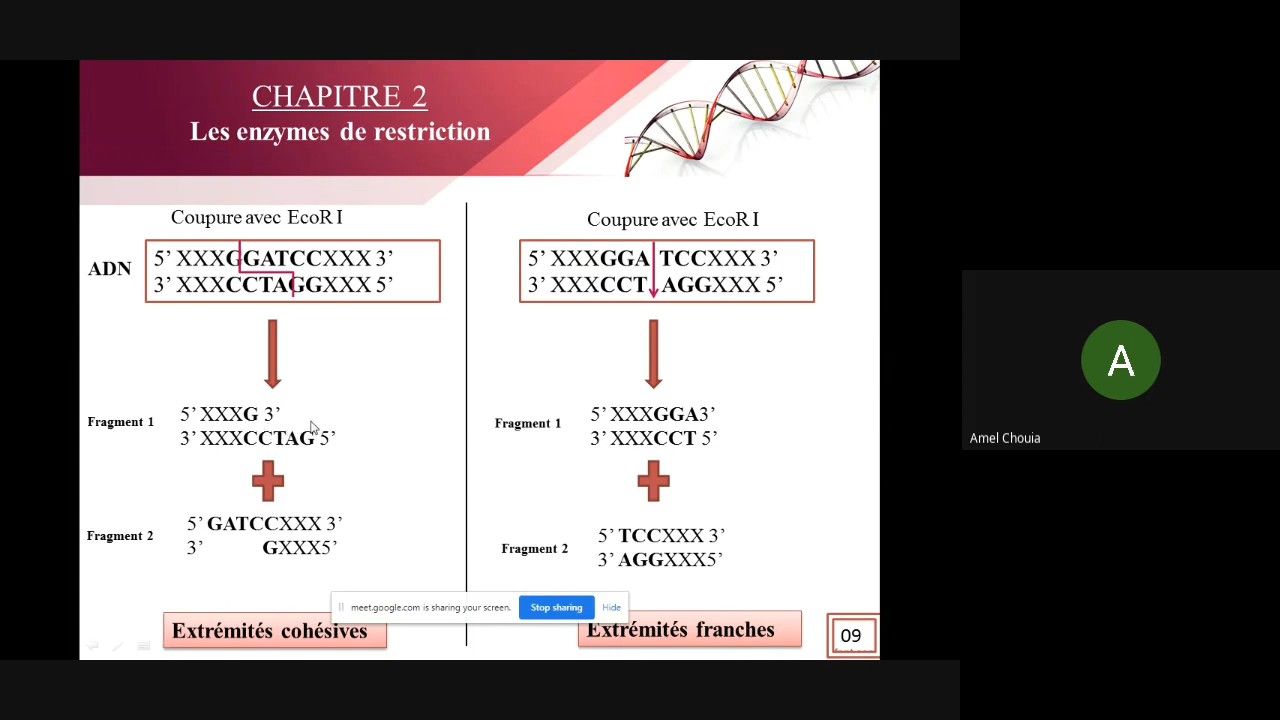 CHAPITRE 2
Les enzymes de restriction
Coupure avec EcoR I
ADN
5’ XXXGGATCCXXX 3’
3’ XXXCCTAGGXXX 5’
Fragment 1
5’ XXXG 3’
3’ XXXCCTAG 5’
Fragment 2
5’ GATCCXXX 3’
3’ GXXX5’
Extrémités cohésives
Coupure avec EcoR I
5’ XXXGGA TCCXXX 3’
3’ XXXCCT AGGXXX 5’
Fragment 1
5’ XXXGGA3’
3’ XXXCCT 5’
Fragment 2
5’ TCCXXX 3’
3’ AGGXXX5’
Extrémités franches
meet.google.com is sharing your screen. Stop sharing Hide
09
A
Amel Chouia